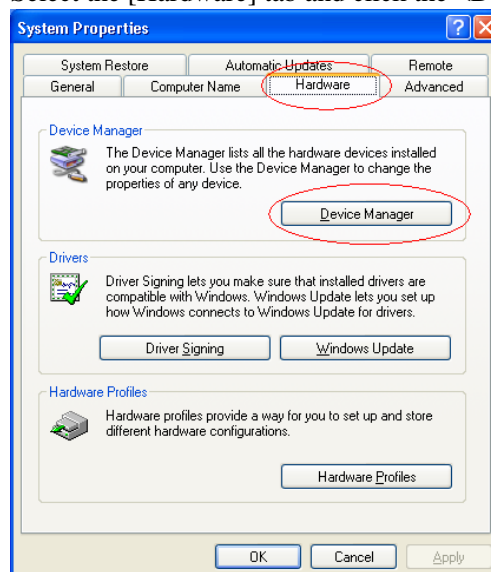 System Properties
System Restore Automatic Updates Remote
General Computer Name Hardware Advanced
Device Manager
The Device Manager lists all the hardware devices installed
on your computer. Use the Device Manager to change the
properties of any device.
Device Manager
Drivers
Driver Signing lets you make sure that installed drivers are
compatible with Windows. Windows Update lets you set up
how Windows connects to Windows Update for drivers.
Driver Signing Windows Update
Hardware Profiles
Hardware profiles provide a way for you to set up and store
different hardware configurations.
Hardware Profiles
OK Cancel Apply